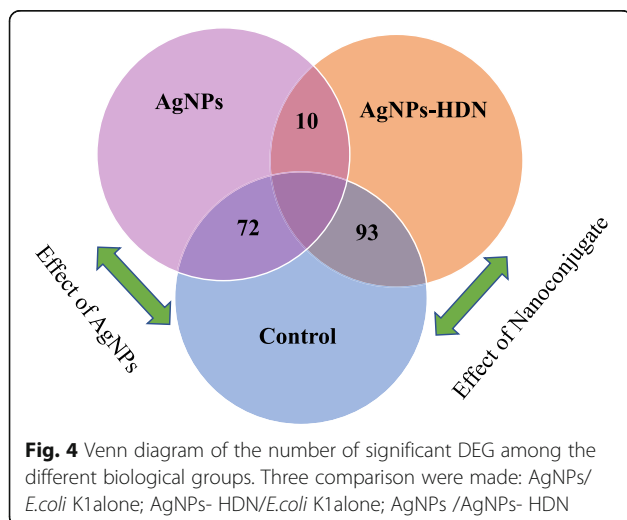 AgNPs
10
AgNPs-HDN
72
93
Effect of AgNPs
Control
Effect of Nanoconjugate
Fig. 4 Venn diagram of the number of significant DEG among the
different biological groups. Three comparison were made: AgNPs/
E.coli K1alone; AgNPs- HDN/E.coli K1alone; AgNPs /AgNPs- HDN